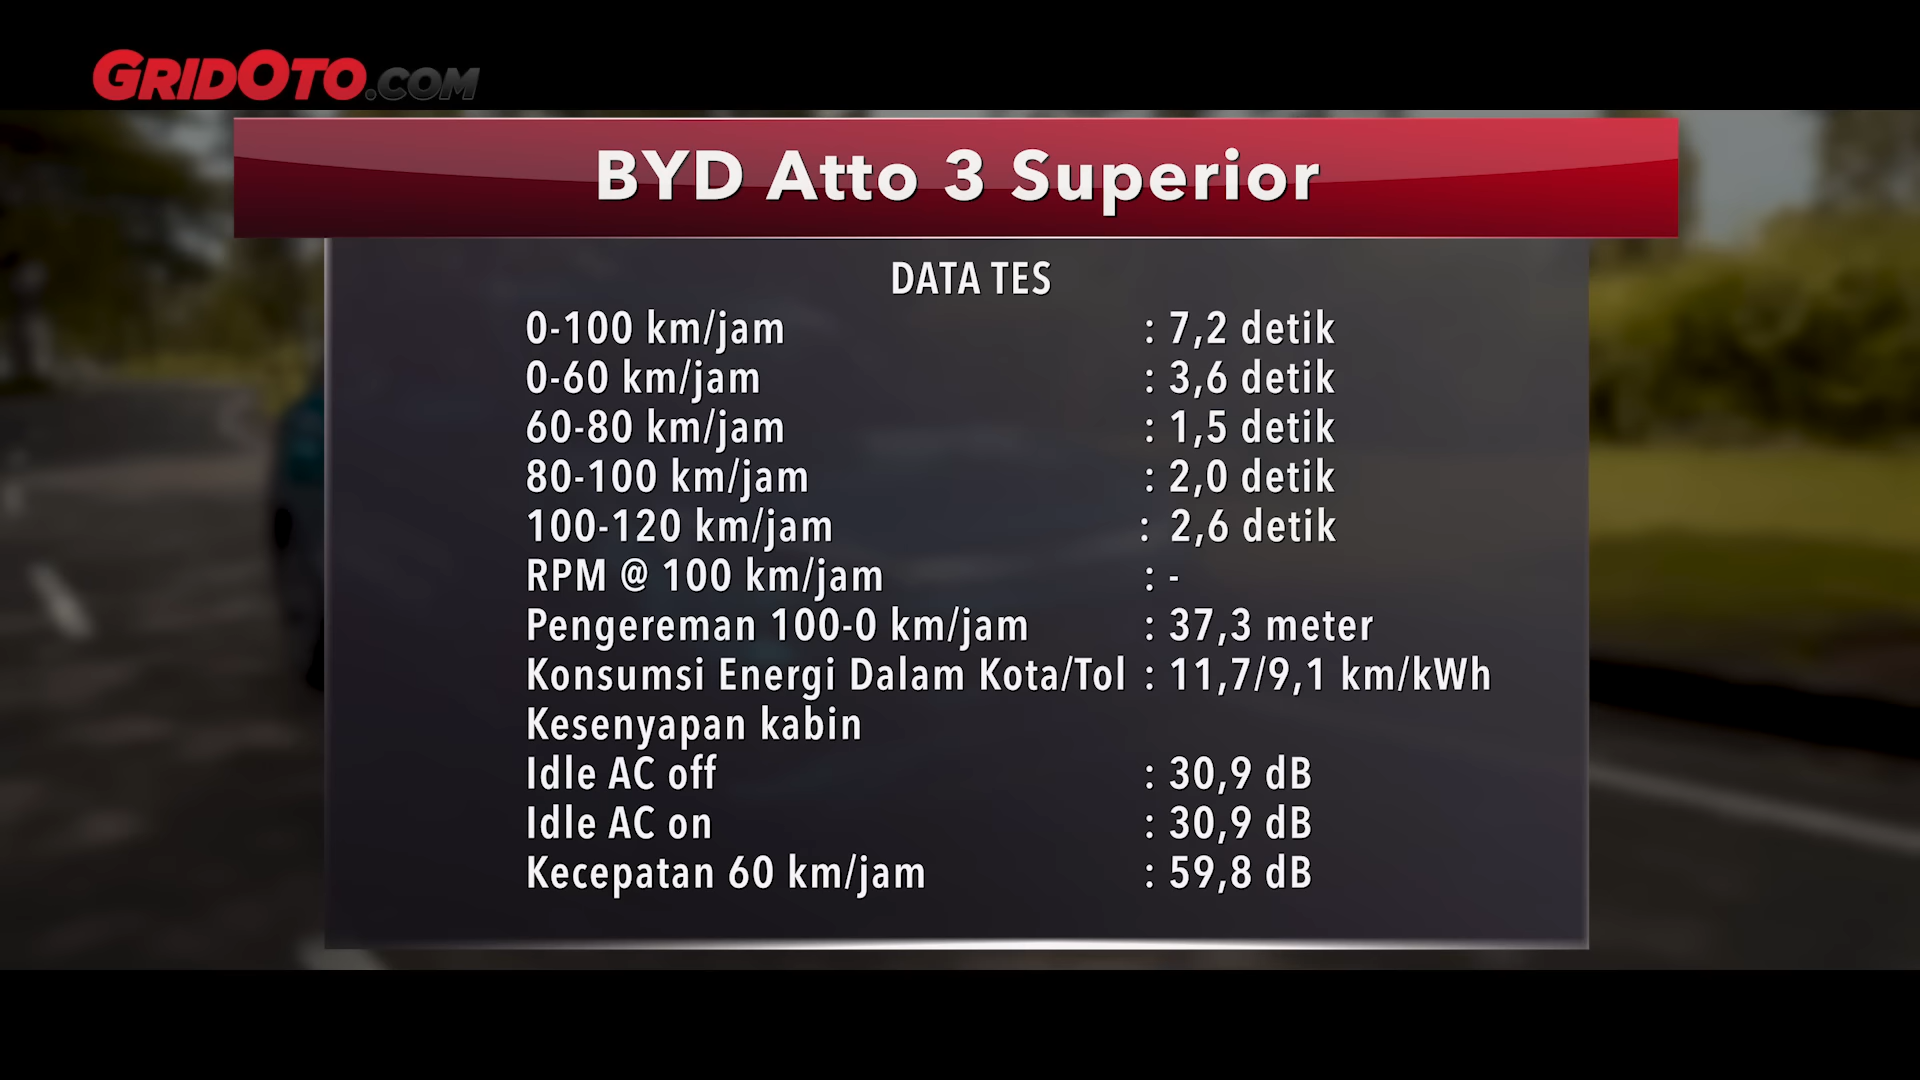 GRIDOTO.COM
BYD Atto 3 Superior
DATA TES
0-100 km/jam : 7,2 detik
0-60 km/jam : 3,6 detik
60-80 km/jam : 1,5 detik
80-100 km/jam : 2,0 detik
100-120 km/jam : 2,6 detik
RPM @ 100 km/jam : -
Pengereman 100-0 km/jam : 37,3 meter
Konsumsi Energi Dalam Kota/Tol : 11,7/9,1 km/kWh
Kesenyapan kabin
Idle AC off : 30,9 dB
Idle AC on : 30,9 dB
Kecepatan 60 km/jam : 59,8 dB